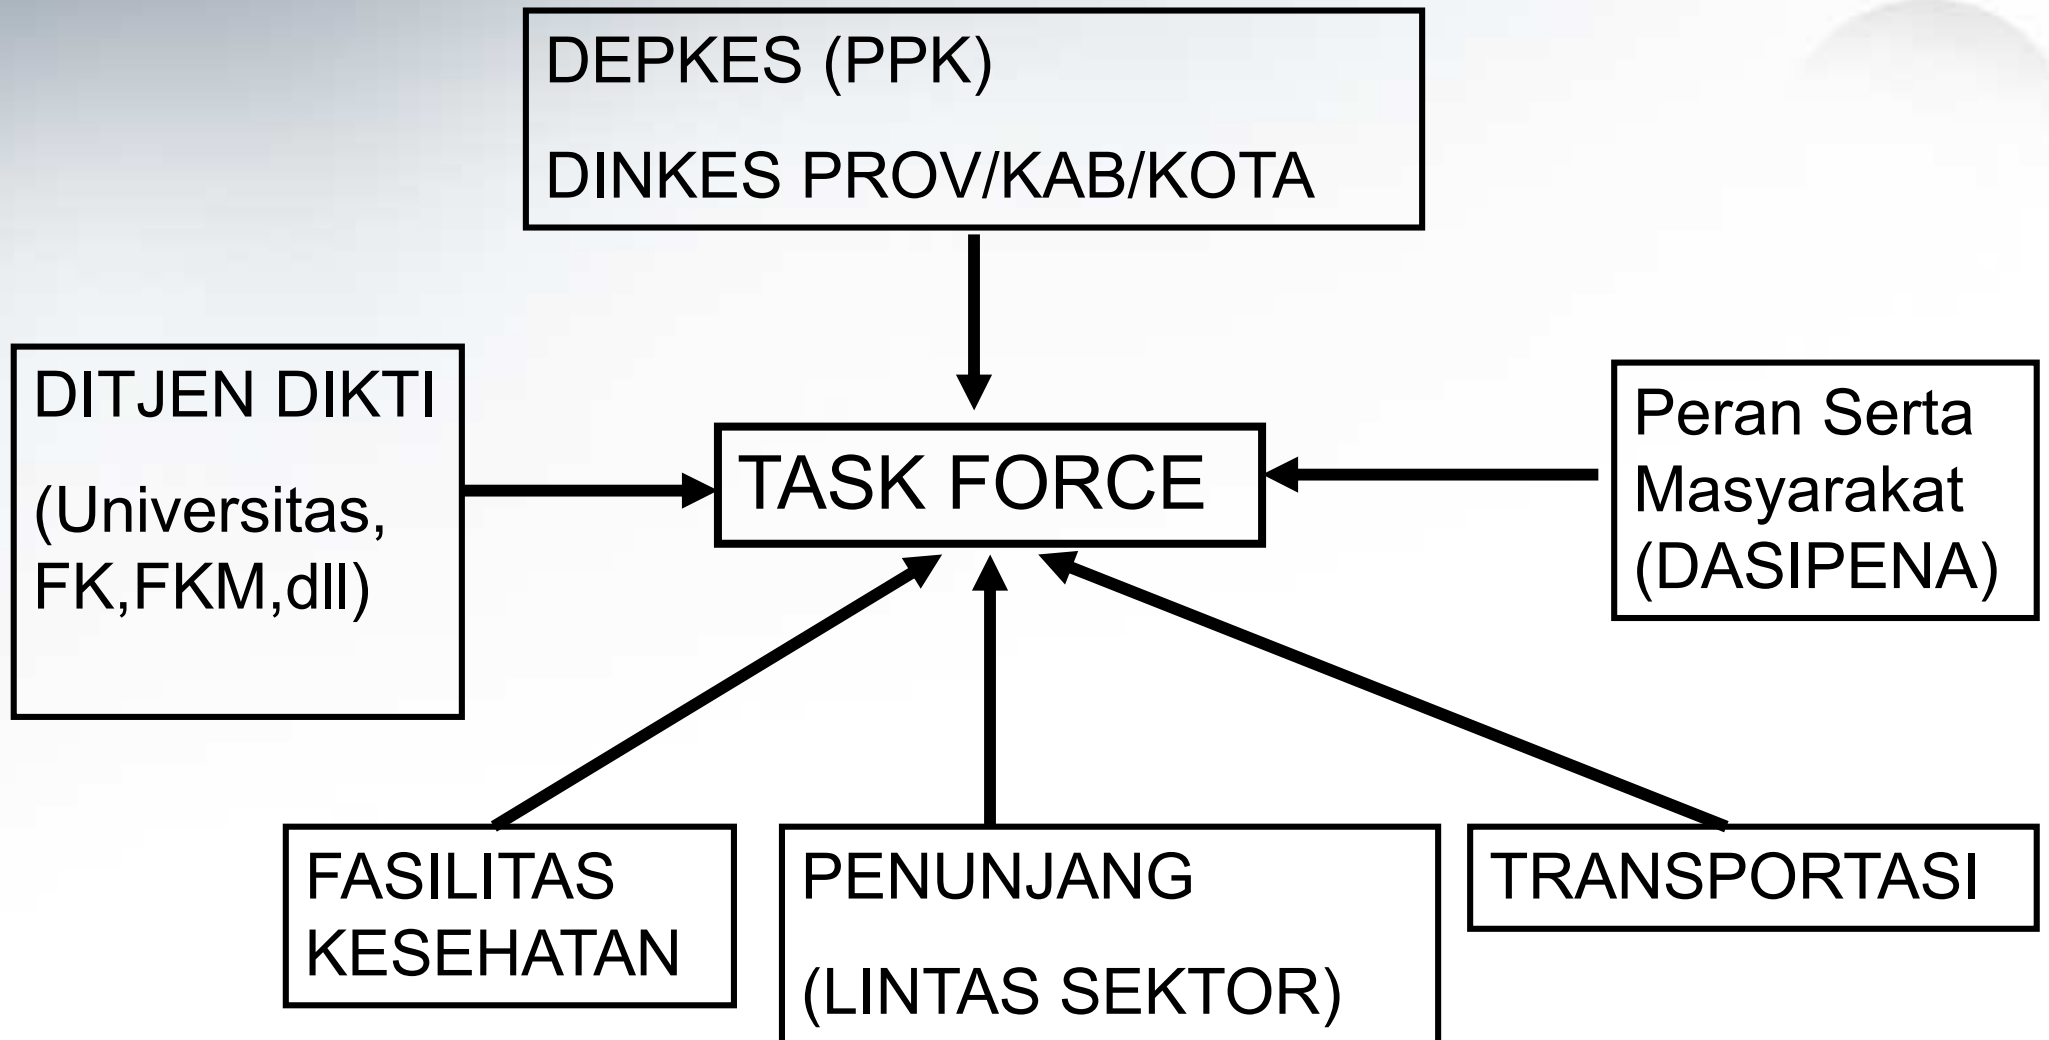 DEPKES (PPK)
DINKES PROV/KAB/KOTA
DITJEN DIKTI
(Universitas,
FK,FKM,dll)
TASK FORCE
Peran Serta
Masyarakat
(DASIPENA)
FASILITAS
KESEHATAN
PENUNJANG
(LINTAS SEKTOR)
TRANSPORTASI